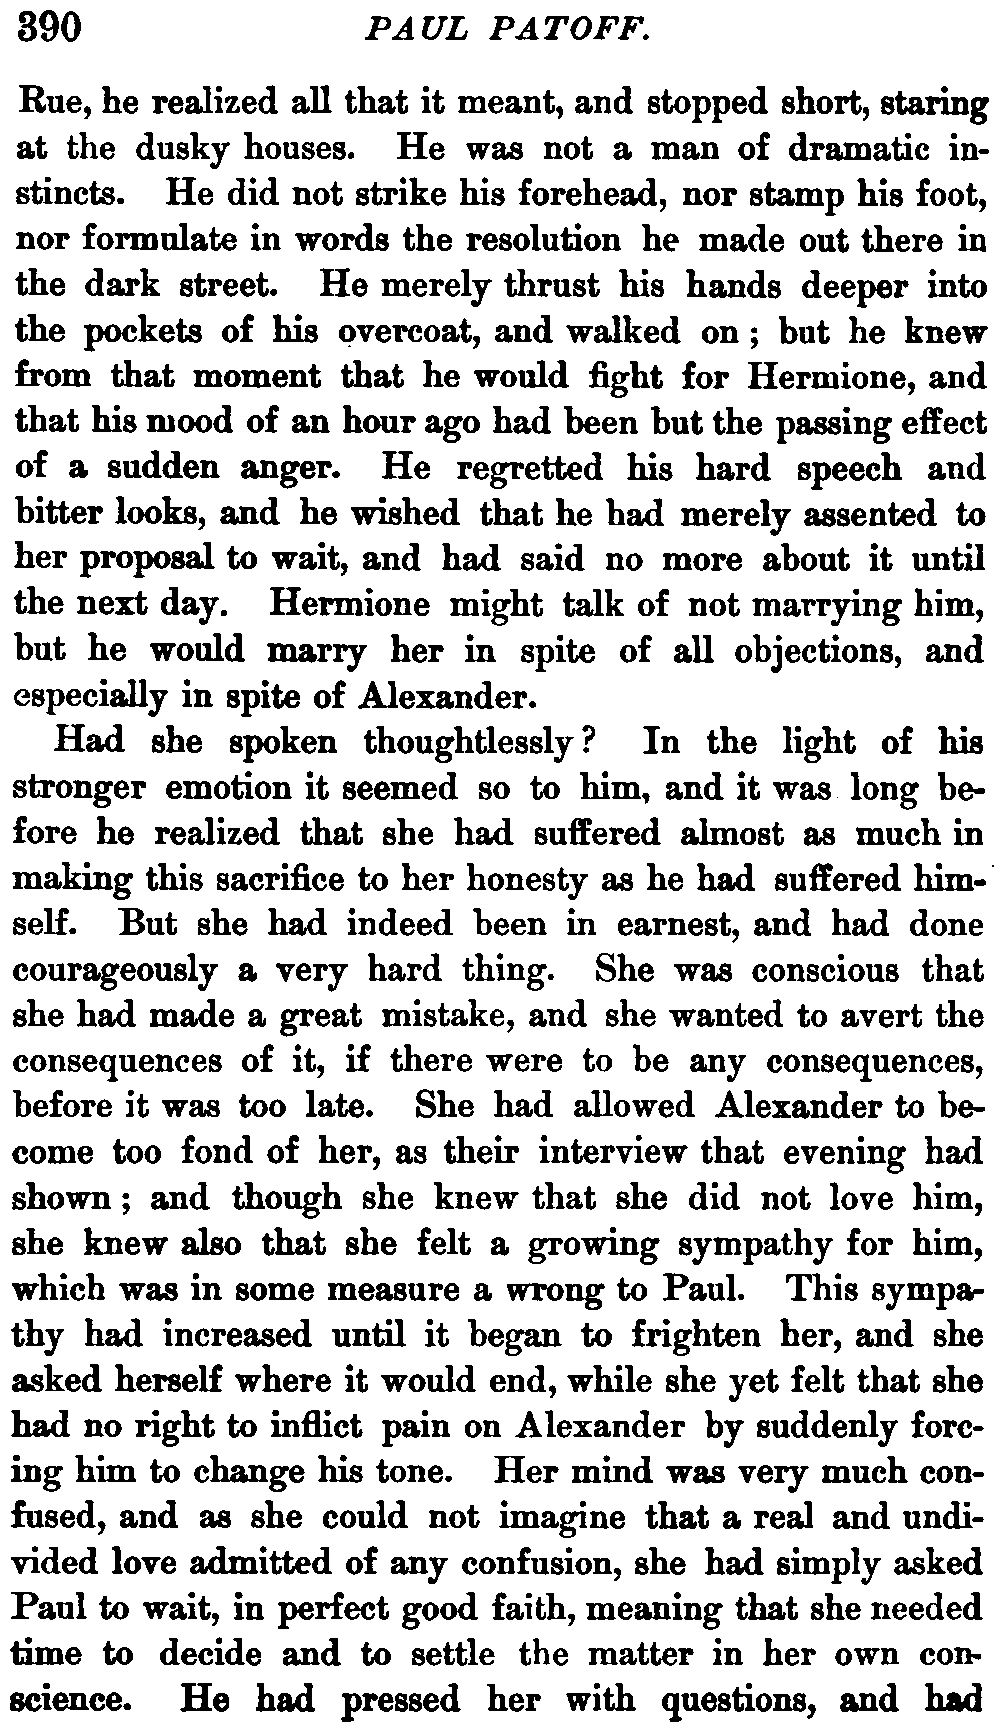 390 PAUL PATOFF.
Rue, he realized all that it meant, and stopped short, staring
at the dusky houses. He was not a man of dramatic in-
stincts. He did not strike his forehead, nor stamp his foot,
nor formulate in words the resolution he made out there in
the dark street. He merely thrust his hands deeper into
the pockets of his overcoat, and walked on ; but he knew
from that moment that he would fight for Hermione, and
that his mood of an hour ago had been but the passing effect
of a sudden anger. He regretted his hard speech and
bitter looks, and he wished that he had merely assented to
her proposal to wait, and had said no more about it until
the next day. Hermione might talk of not marrying him,
but he would marry her in spite of all objections, and
especially in spite of Alexander.
Had she spoken thoughtlessly ? In the light of his
stronger emotion it seemed so to him, and it was long be-
fore he realized that she had suffered almost as much in
making this sacrifice to her honesty as he had suffered him-
self. But she had indeed been in earnest, and had done
courageously a very hard thing. She was conscious that
she had made a great mistake, and she wanted to avert the
consequences of it, if there were to be any consequences,
before it was too late. She had allowed Alexander to be-
come too fond of her, as their interview that evening had
shown ; and though she knew that she did not love him,
she knew also that she felt a growing sympathy for him,
which was in some measure a wrong to Paul. This sympa-
thy had increased until it began to frighten her, and she
asked herself where it would end, while she yet felt that she
had no right to inflict pain on Alexander by suddenly forc-
ing him to change his tone. Her mind was very much con-
fused, and as she could not imagine that a real and undi-
vided love admitted of any confusion, she had simply asked
Paul to wait, in perfect good faith, meaning that she needed
time to decide and to settle the matter in her own con-
science. He had pressed her with questions, and had